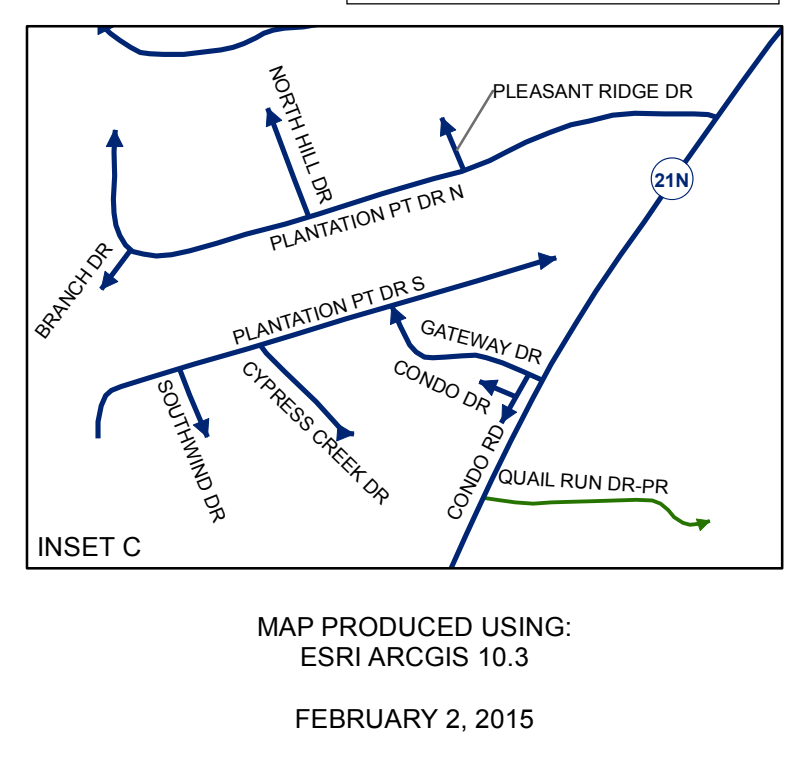 PLEASANT RIDGE DR
NORTH HILL DR
21N
PLANTATION PT DR N
BRANCH DR
PLANTATION PT DR S
GATEWAY DR
CONDO DR
CYPRESS CREEK DR
SOUTHWIND DR
CONDO RD
QUAIL RUN DR-PR
INSET C
MAP PRODUCED USING:
ESRI ARCGIS 10.3
FEBRUARY 2, 2015